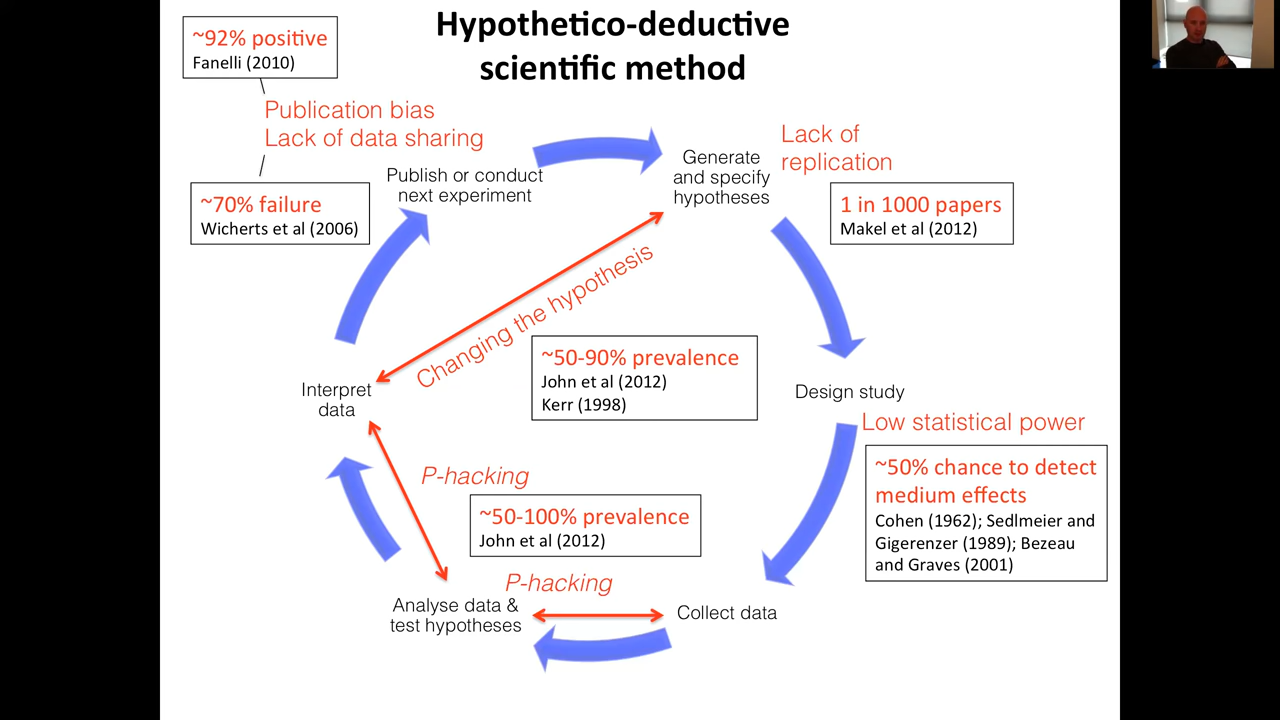 Hypothetico-deductive
scientific method
~92% positive
Fanelli (2010)
Publication bias
Lack of data sharing
~70% failure
Wicherts et al (2006)
Publish or conduct
next experiment
Generate
and specify
hypotheses
Lack of
replication
1 in 1000 papers
Makel et al (2012)
Changing the hypothesis
~50-90% prevalence
John et al (2012)
Kerr (1998)
Interpret
data
Design study
Low statistical power
~50% chance to detect
medium effects
Cohen (1962); Sedlmeier and
Gigerenzer (1989); Bezeau
and Graves (2001)
P-hacking
~50-100% prevalence
John et al (2012)
P-hacking
Analyse data &
test hypotheses
Collect data